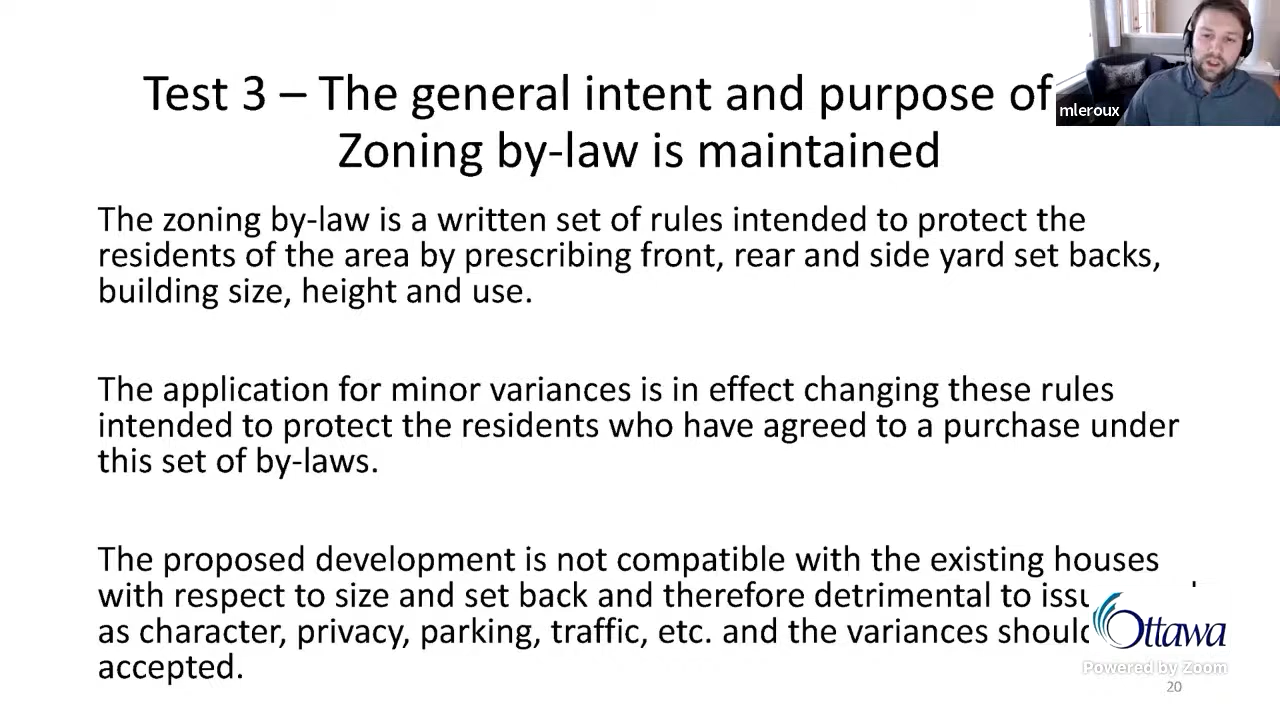 Test 3 – The general intent and purpose of
Zoning by-law is maintained
mleroux
The zoning by-law is a written set of rules intended to protect the
residents of the area by prescribing front, rear and side yard set backs,
building size, height and use.
The application for minor variances is in effect changing these rules
intended to protect the residents who have agreed to a purchase under
this set of by-laws.
The proposed development is not compatible with the existing houses
with respect to size and set back and therefore detrimental to
as character, privacy, parking, traffic, etc. and the variances
accepted.
Ottawa
Powered by Zoom
20